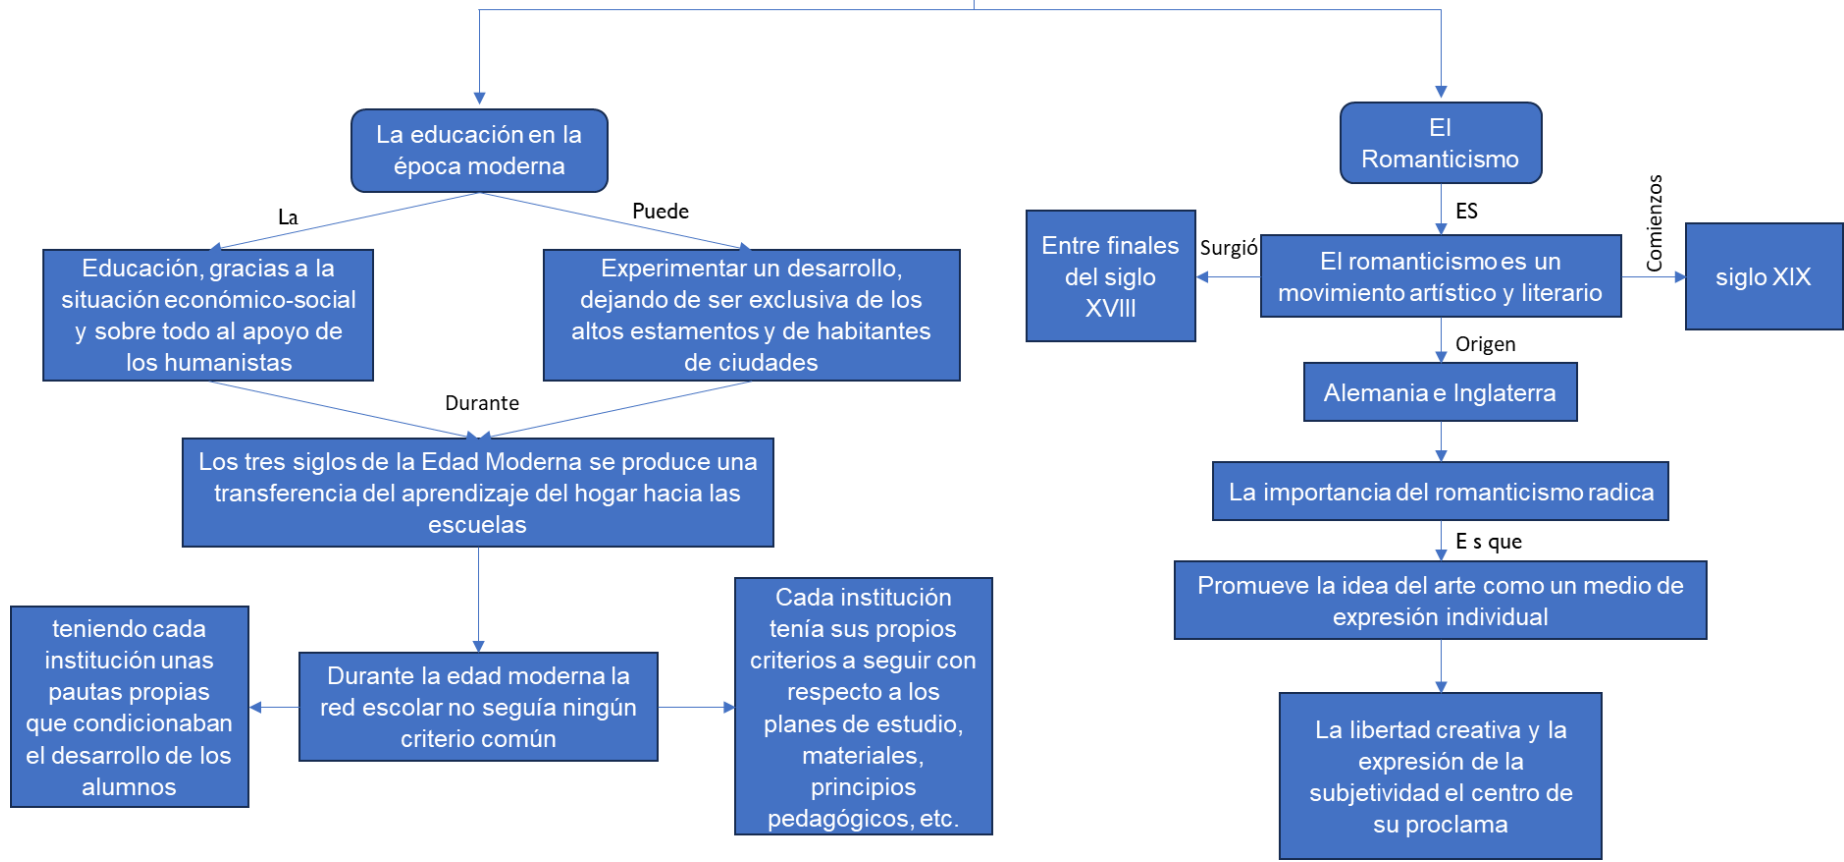 La educación en la
época moderna
La
Puede
Educación, gracias a la
situación económico-social
y sobre todo al apoyo de
los humanistas
Experimentar un desarrollo,
dejando de ser exclusiva de los
altos estamentos y de habitantes
de ciudades
Durante
Los tres siglos de la Edad Moderna se produce una
transferencia del aprendizaje del hogar hacia las
escuelas
teniendo cada
institución unas
pautas propias
que condicionaban
el desarrollo de los
alumnos
Durante la edad moderna la
red escolar no seguía ningún
criterio común
Cada institución
tenía sus propios
criterios a seguir con
respecto a los
planes de estudio,
materiales,
principios
pedagógicos, etc.
El
Romanticismo
ES
Entre finales
del siglo
XVIII
Surgió
El romanticismo es un
movimiento artístico y literario
Comienzos
siglo XIX
Origen
Alemania e Inglaterra
La importancia del romanticismo radica
E s que
Promueve la idea del arte como un medio de
expresión individual
La libertad creativa y la
expresión de la
subjetividad el centro de
su proclama